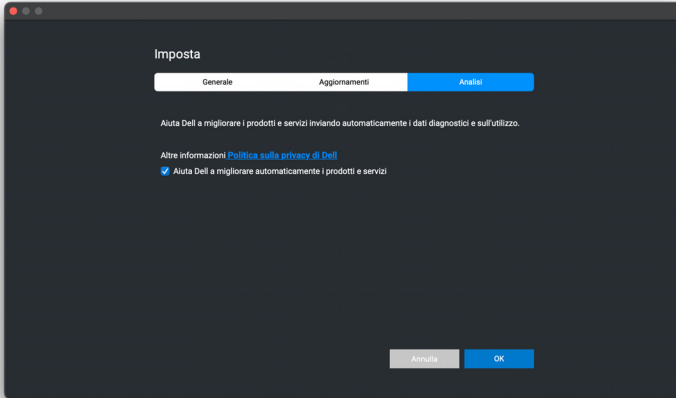 Imposta
Generale Aggiornamenti Analisi
Aiuta Dell a migliorare i prodotti e servizi inviando automaticamente i dati diagnostici e sull'utilizzo.
Altre informazioni Politica sulla privacy di Dell
Aiuta Dell a migliorare automaticamente i prodotti e servizi
Annulla OK